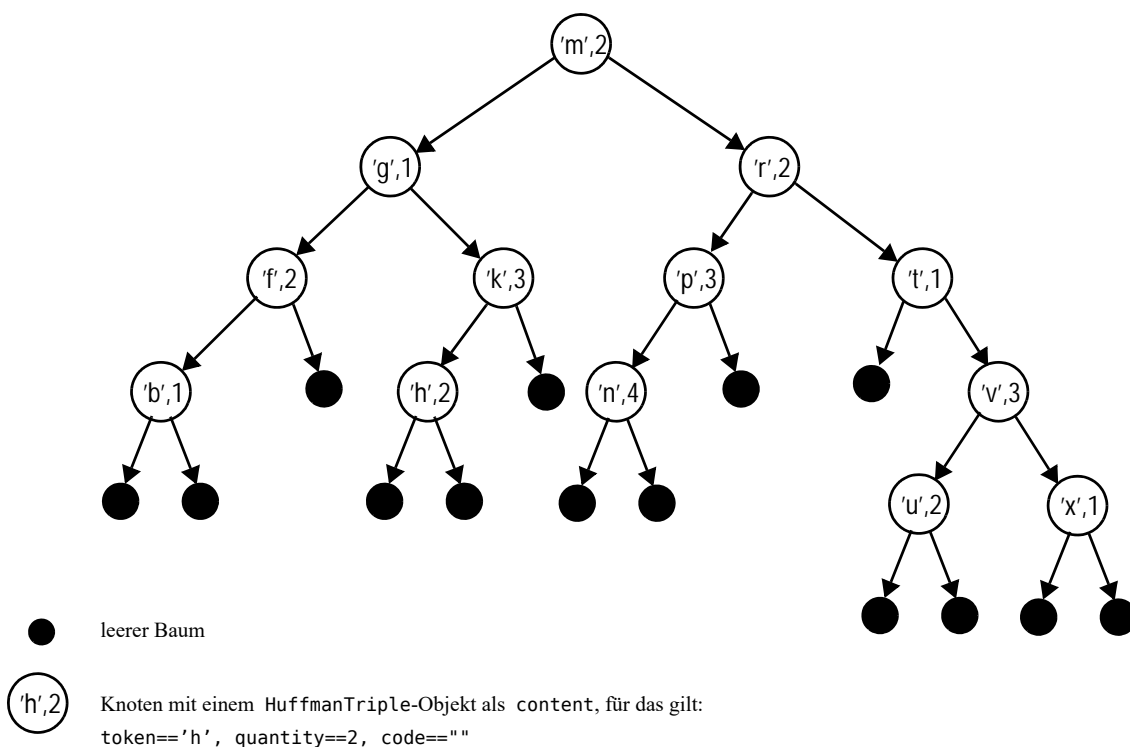 'm',2
'g',1 'r',2
'f',2 'k',3 'p',3 't',1
'b',1 'h',2 'n',4 'v',3
'u',2 'x',1
leerer Baum
'h',2 Knoten mit einem HuffmanTriple-Objekt als content, für das gilt:
token==’h’, quantity==2, code==""